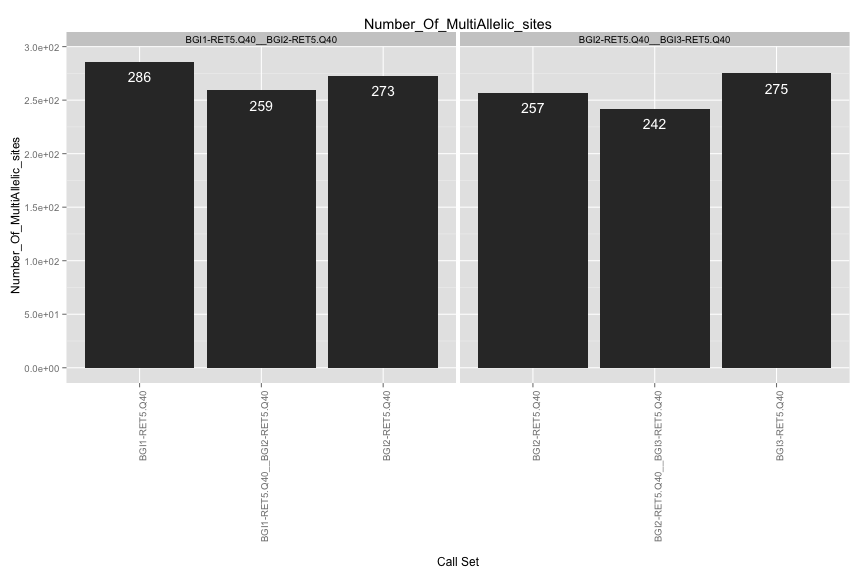 Number_Of_MultiAllelic_sites
BGI1-RET5.Q40__BGI2-RET5.Q40
BGI2-RET5.Q40__BGI3-RET5.Q40
Number_Of_MultiAllelic_sites
3.0e+02
2.5e+02
2.0e+02
1.5e+02
1.0e+02
5.0e+01
0.0e+00
286
259
273
257
242
275
BGI1-RET5.Q40
BGI1-RET5.Q40__BGI2-RET5.Q40
BGI2-RET5.Q40
BGI2-RET5.Q40
BGI2-RET5.Q40__BGI3-RET5.Q40
BGI3-RET5.Q40
Call Set